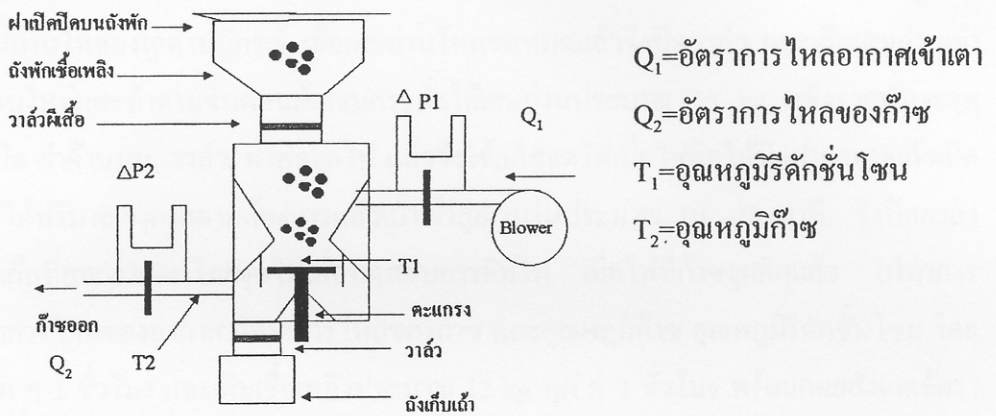 ฝาเปิดปิดบนถังพัก
ถังพักเชื้อเพลิง
วาล์วผีเสื้อ
△P2
△ P1
Q1
Blower
T1
ตะแกรง
วาล์ว
ถังเก็บเถ้า
ก๊าซออก
Q2
T2
Q1=อัตราการไหลอากาศเข้าเตา
Q2=อัตราการไหลของก๊าซ
T1=อุณหภูมิรีดักชั่นโซน
T2=อุณหภูมิก๊าซ